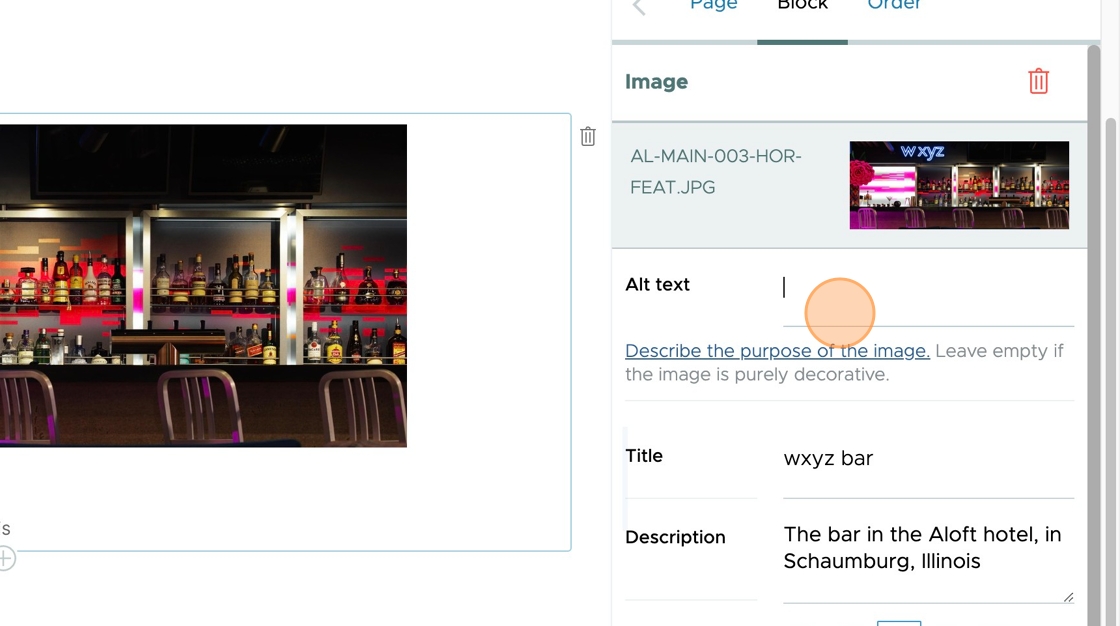 Page Block Order
Image
AL-MAIN-003-HOR-
FEAT.JPG
wxyz
Alt text
Describe the purpose of the image. Leave empty if
the image is purely decorative.
Title
wxyz bar
Description
The bar in the Aloft hotel, in
Schaumburg, Illinois
's